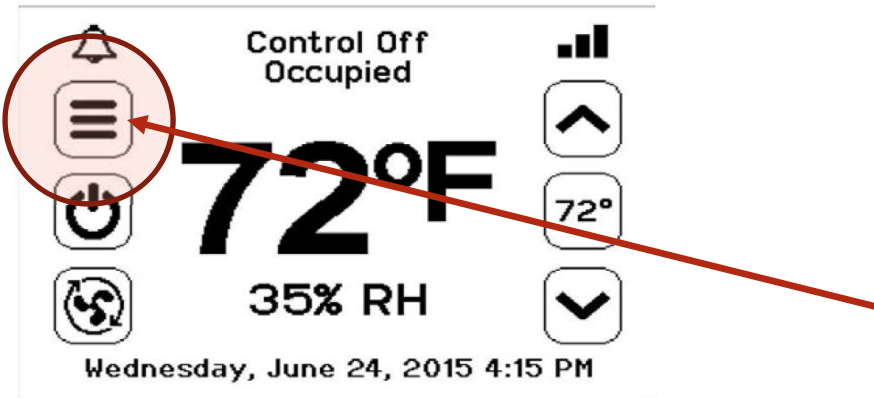 Control Off
Occupied
72°F
72°
35% RH
Wednesday, June 24, 2015 4:15 PM